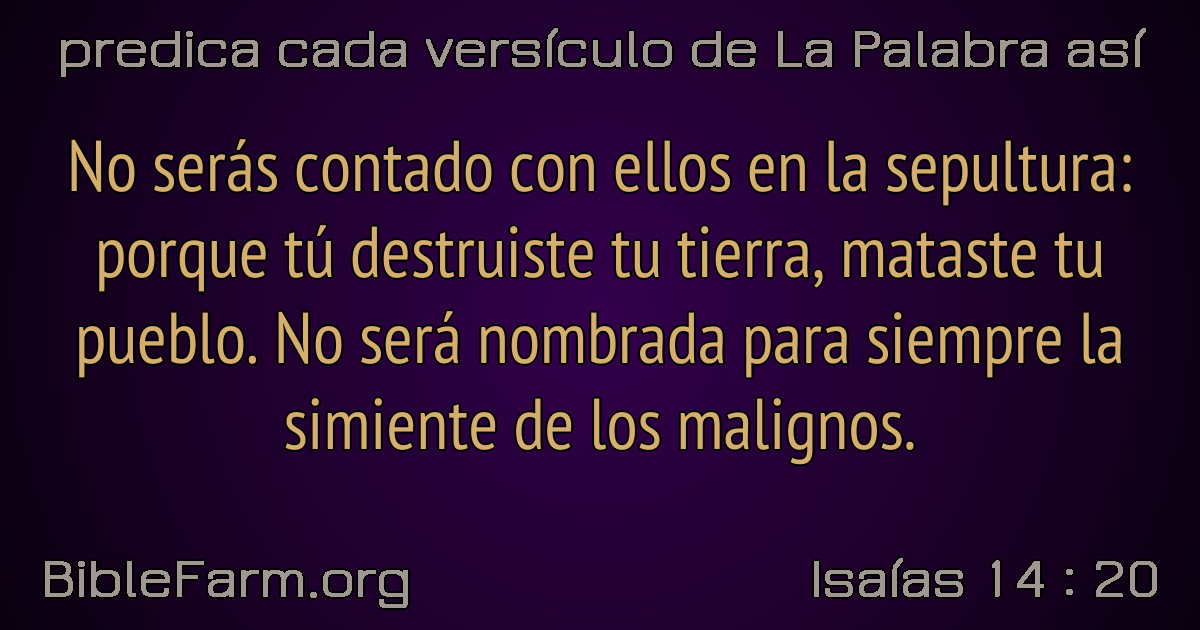 predica cada versículo de La Palabra así
No serás contado con ellos en la sepultura:
porque tú destruiste tu tierra, mataste tu
pueblo. No será nombrada para siempre la
simiente de los malignos.
BibleFarm.org
Isaías 14 : 20